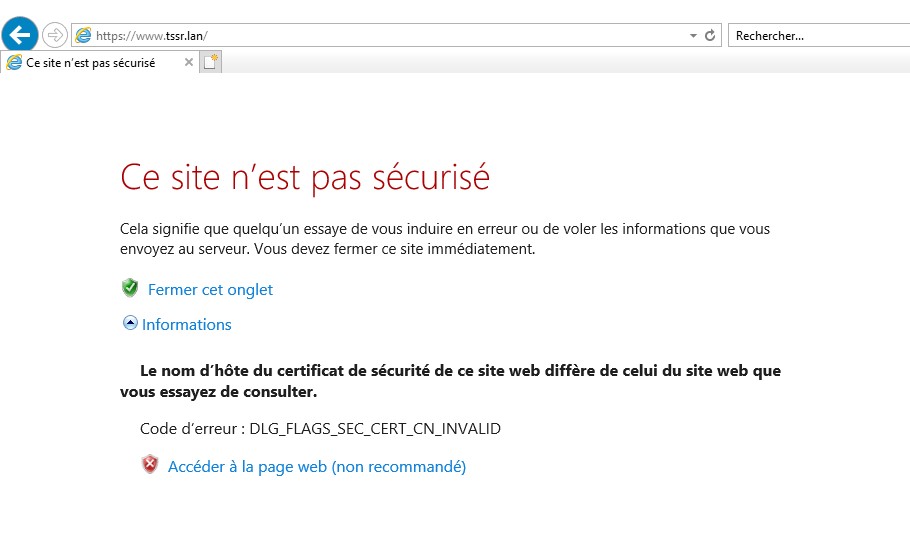 https://www.tssr.lan/
Rechercher...
Ce site n’est pas sécurisé
Ce site n’est pas sécurisé
Cela signifie que quelqu’un essaye de vous induire en erreur ou de voler les informations que vous
envoyez au serveur. Vous devez fermer ce site immédiatement.
Fermer cet onglet
Informations
Le nom d’hôte du certificat de sécurité de ce site web diffère de celui du site web que
vous essayez de consulter.
Code d’erreur : DLG_FLAGS_SEC_CERT_CN_INVALID
Accéder à la page web (non recommandé)